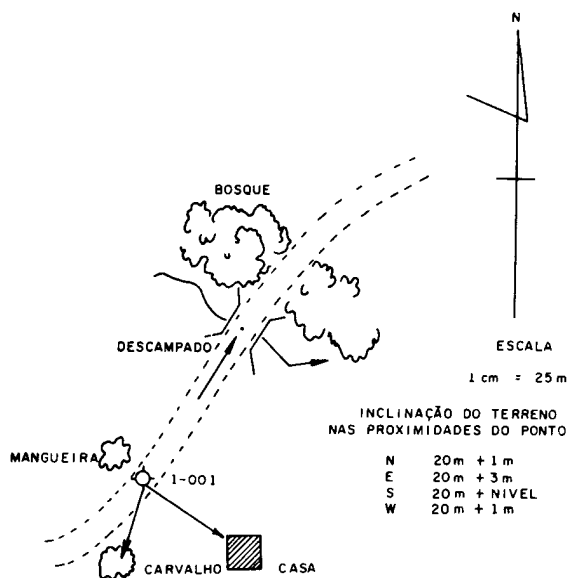 N
BOSQUE
DESCAMPADO
ESCALA
1 cm = 25 m
INCLINAÇÃO DO TERRENO
NAS PROXIMIDADES DO PONTO
N 20 m + 1 m
E 20 m + 3 m
S 20 m + NIVEL
W 20 m + 1 m
MANGUEIRA
1-001
CARVALHO
CASA